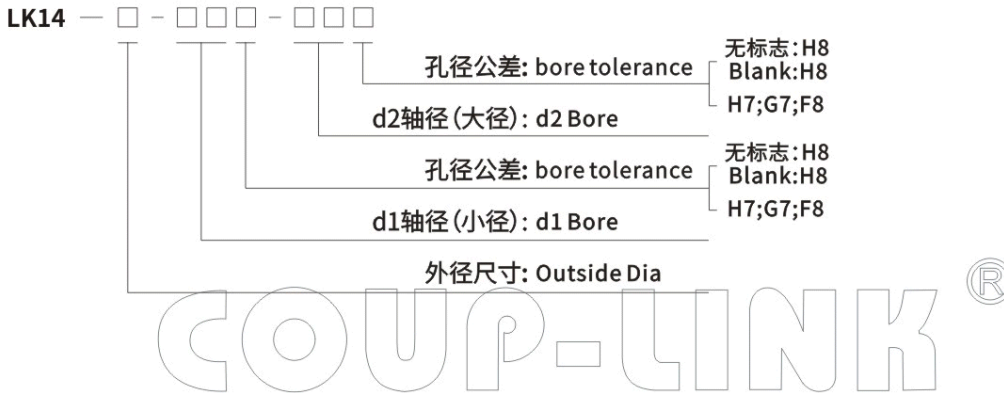 LK14 — □ - □□□ - □□□
孔径公差: bore tolerance
无标志:H8
Blank:H8
H7;G7;F8
d2轴径(大径): d2 Bore
孔径公差: bore tolerance
无标志:H8
Blank:H8
H7;G7;F8
d1轴径(小径): d1 Bore
外径尺寸: Outside Dia
COUP-LINK®